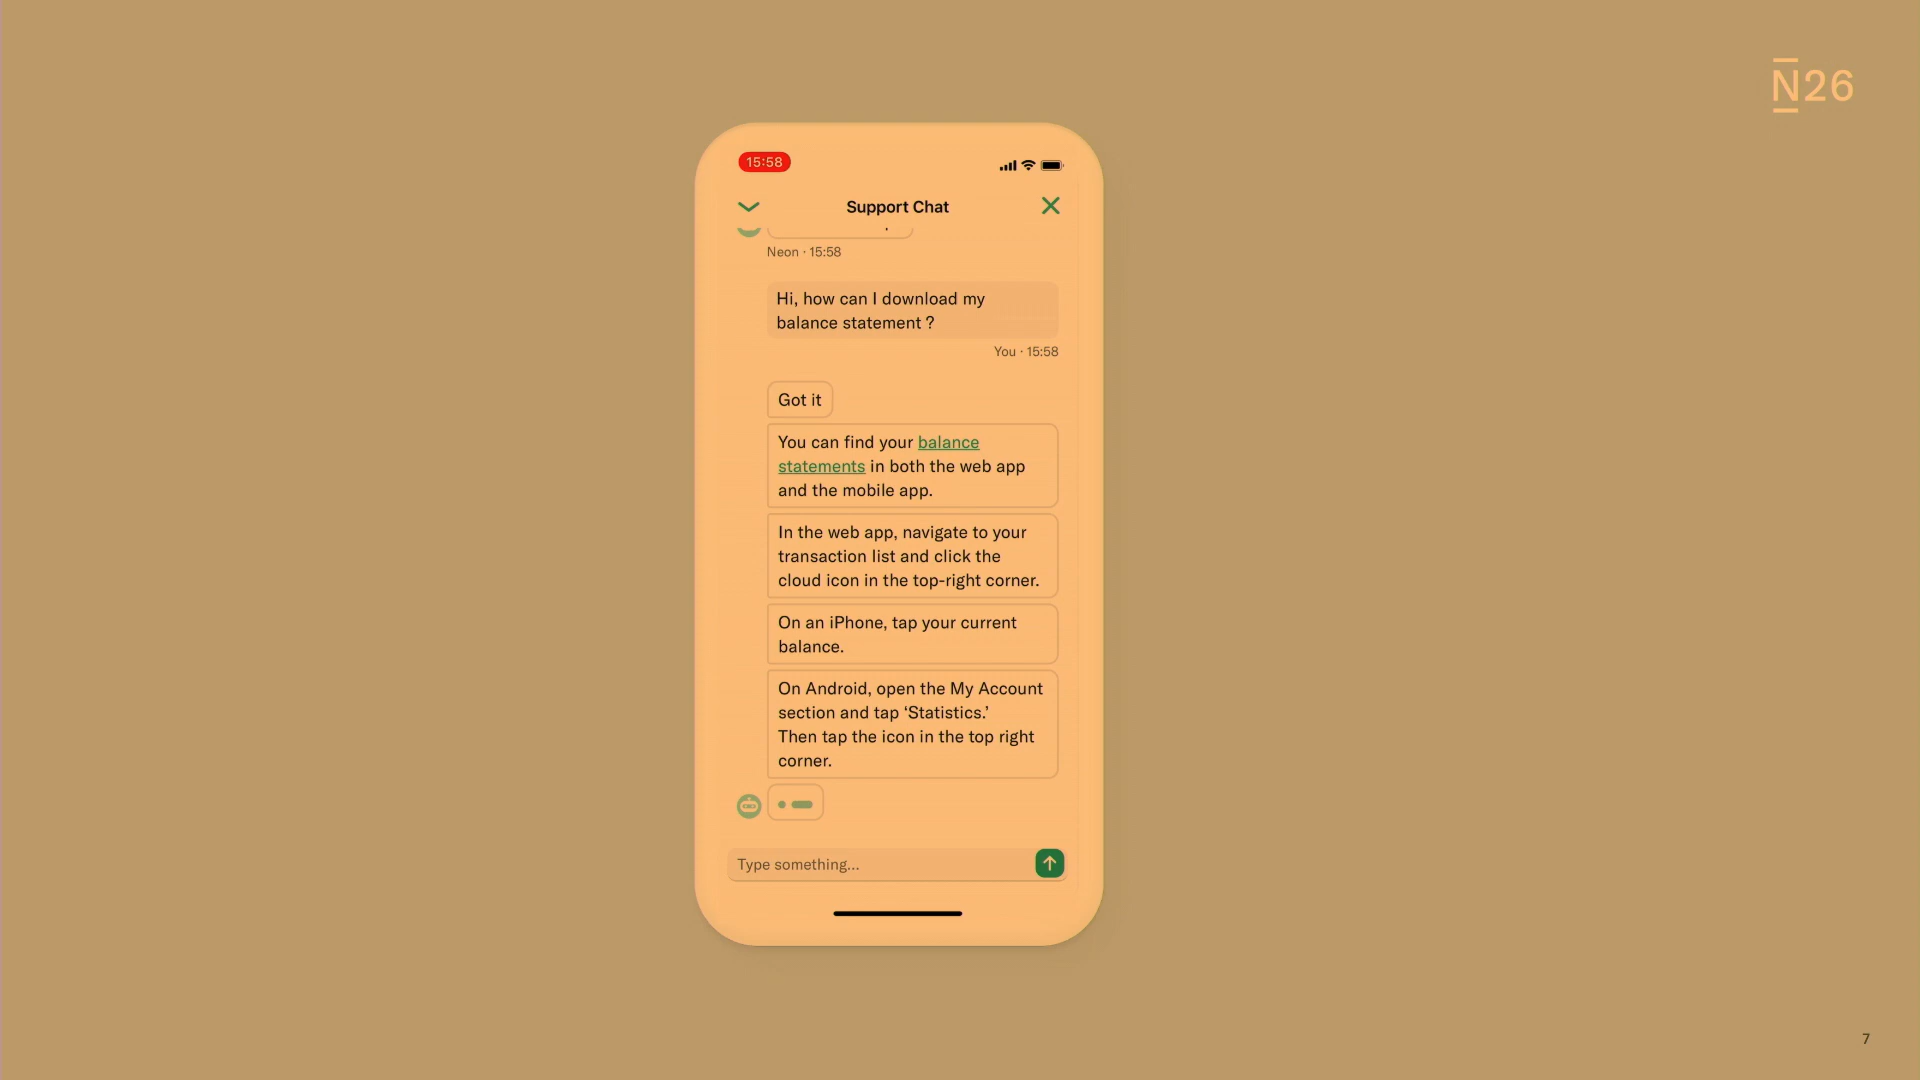 N26
15:58
Support Chat
Neon · 15:58
Hi, how can I download my
balance statement ?
You · 15:58
Got it
You can find your balance
statements in both the web app
and the mobile app.
In the web app, navigate to your
transaction list and click the
cloud icon in the top-right corner.
On an iPhone, tap your current
balance.
On Android, open the My Account
section and tap ‘Statistics.’
Then tap the icon in the top right
corner.
Type something...
7